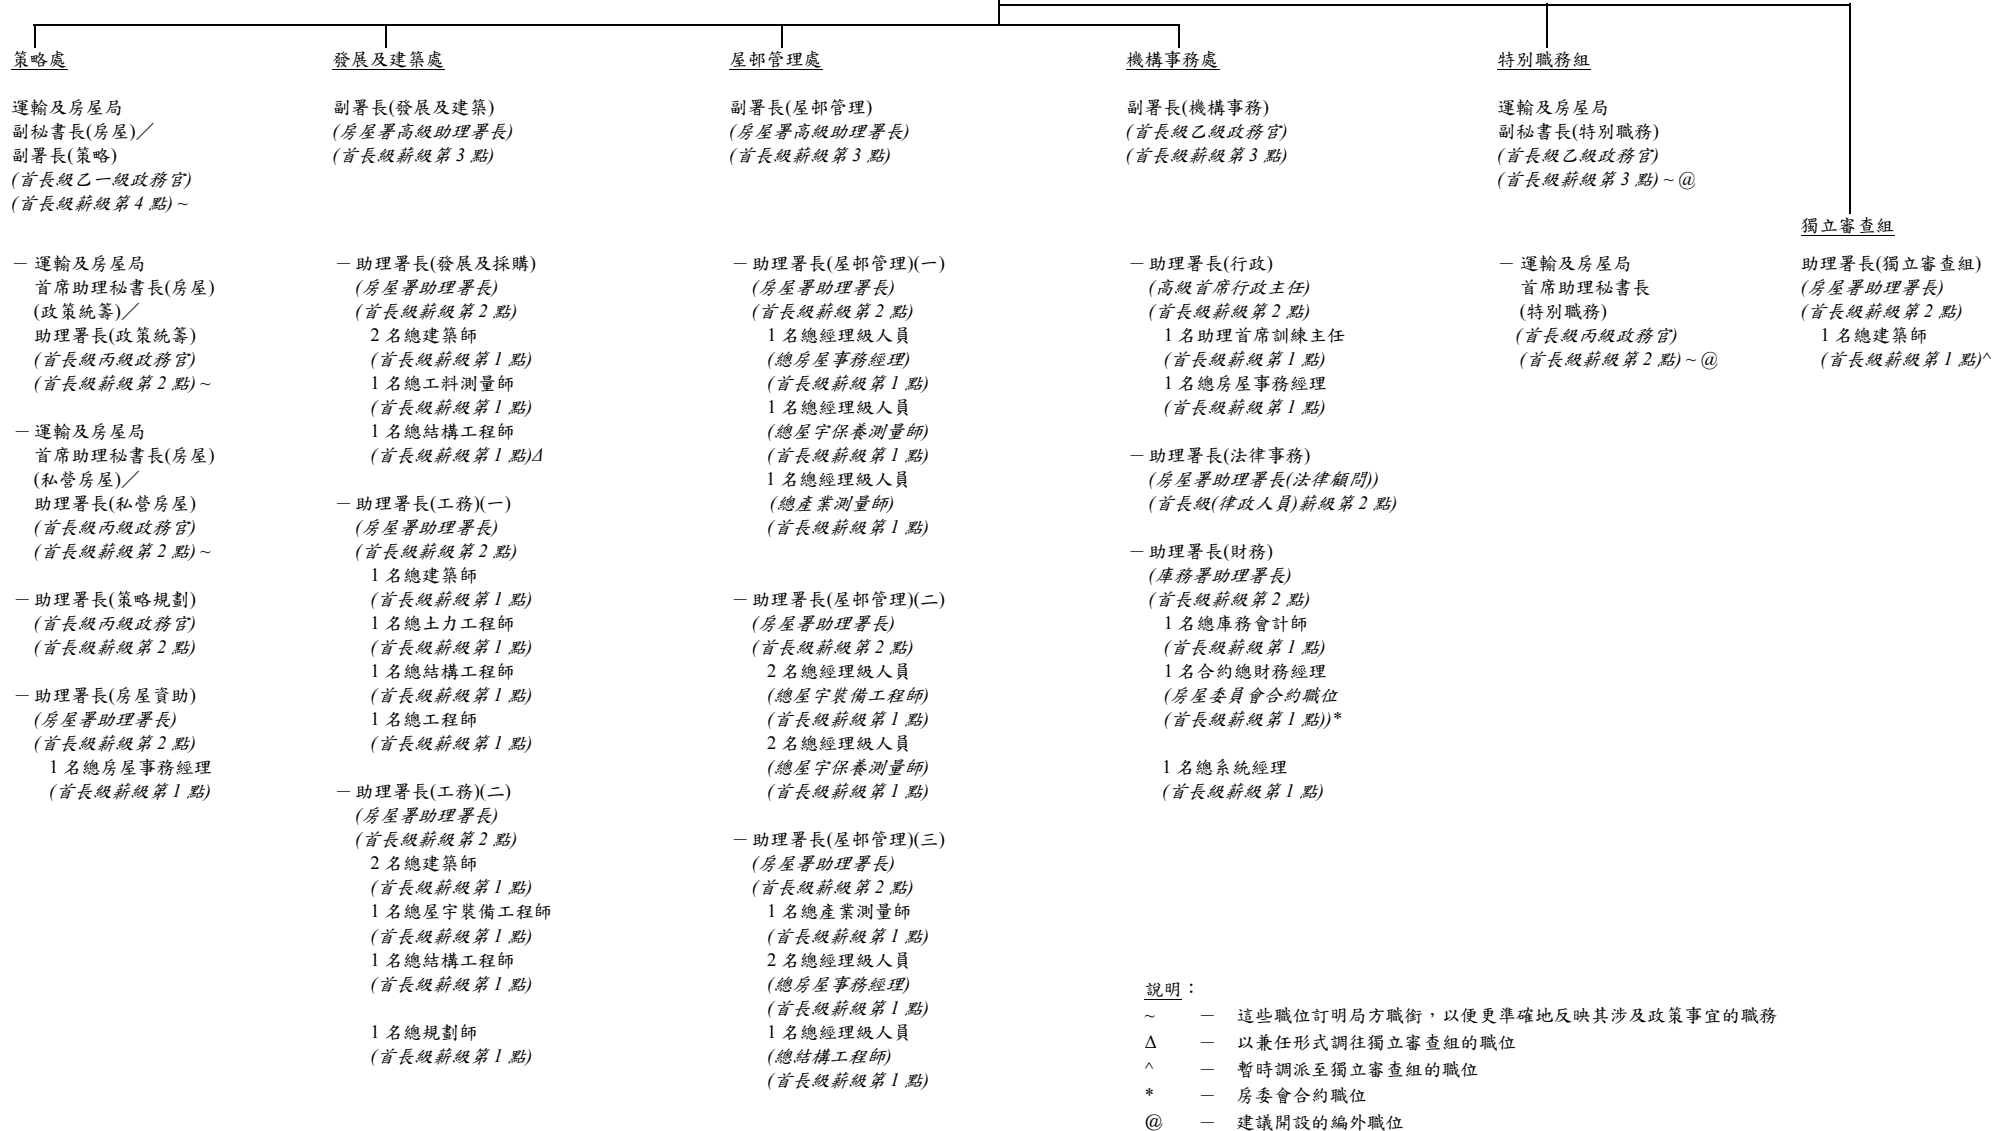 策略處
運輸及房屋局
副秘書長(房屋)／
副署長(策略)
(首長級乙一級政務官)
(首長級薪級第 4 點) ~
－ 運輸及房屋局
首席助理秘書長(房屋)
(政策統籌)／
助理署長(政策統籌)
(首長級丙級政務官)
(首長級薪級第 2 點) ~
－ 運輸及房屋局
首席助理秘書長(房屋)
(私營房屋)／
助理署長(私營房屋)
(首長級丙級政務官)
(首長級薪級第 2 點) ~
－ 助理署長(策略規劃)
(首長級丙級政務官)
(首長級薪級第 2 點)
－ 助理署長(房屋資助)
(房屋署助理署長)
(首長級薪級第 2 點)
1 名總房屋事務經理
(首長級薪級第 1 點)
發展及建築處
副署長(發展及建築)
(房屋署高級助理署長)
(首長級薪級第 3 點)
－ 助理署長(發展及採購)
(房屋署助理署長)
(首長級薪級第 2 點)
2 名總建築師
(首長級薪級第 1 點)
1 名總工料測量師
(首長級薪級第 1 點)
1 名總結構工程師
(首長級薪級第 1 點)Δ
－ 助理署長(工務)(一)
(房屋署助理署長)
(首長級薪級第 2 點)
1 名總建築師
(首長級薪級第 1 點)
1 名總土力工程師
(首長級薪級第 1 點)
1 名總結構工程師
(首長級薪級第 1 點)
1 名總工程師
(首長級薪級第 1 點)
－ 助理署長(工務)(二)
(房屋署助理署長)
(首長級薪級第 2 點)
2 名總建築師
(首長級薪級第 1 點)
1 名總屋宇裝備工程師
(首長級薪級第 1 點)
1 名總結構工程師
(首長級薪級第 1 點)
1 名總規劃師
(首長級薪級第 1 點)
屋邨管理處
副署長(屋邨管理)
(房屋署高級助理署長)
(首長級薪級第 3 點)
－ 助理署長(屋邨管理)(一)
(房屋署助理署長)
(首長級薪級第 2 點)
1 名總經理級人員
(總房屋事務經理)
(首長級薪級第 1 點)
1 名總經理級人員
(總屋宇保養測量師)
(首長級薪級第 1 點)
1 名總經理級人員
(總產業測量師)
(首長級薪級第 1 點)
－ 助理署長(屋邨管理)(二)
(房屋署助理署長)
(首長級薪級第 2 點)
2 名總經理級人員
(總屋宇裝備工程師)
(首長級薪級第 1 點)
2 名總經理級人員
(總屋宇保養測量師)
(首長級薪級第 1 點)
－ 助理署長(屋邨管理)(三)
(房屋署助理署長)
(首長級薪級第 2 點)
1 名總產業測量師
(首長級薪級第 1 點)
2 名總經理級人員
(總房屋事務經理)
(首長級薪級第 1 點)
1 名總經理級人員
(總結構工程師)
(首長級薪級第 1 點)
機構事務處
副署長(機構事務)
(首長級乙級政務官)
(首長級薪級第 3 點)
－ 助理署長(行政)
(高級首席行政主任)
(首長級薪級第 2 點)
1 名助理首席訓練主任
(首長級薪級第 1 點)
1 名總房屋事務經理
(首長級薪級第 1 點)
－ 助理署長(法律事務)
(房屋署助理署長(法律顧問))
(首長級(律政人員)薪級第 2 點)
－ 助理署長(財務)
(庫務署助理署長)
(首長級薪級第 2 點)
1 名總庫務會計師
(首長級薪級第 1 點)
1 名合約總財務經理
(房屋委員會合約職位
(首長級薪級第 1 點))*
1 名總系統經理
(首長級薪級第 1 點)
特別職務組
運輸及房屋局
副秘書長(特別職務)
(首長級乙級政務官)
(首長級薪級第 3 點) ~ @
－ 運輸及房屋局
首席助理秘書長
(特別職務)
(首長級丙級政務官)
(首長級薪級第 2 點) ~ @
獨立審查組
助理署長(獨立審查組)
(房屋署助理署長)
(首長級薪級第 2 點)
1 名總建築師
(首長級薪級第 1 點)^
說明：
~ － 這些職位訂明局方職銜，以便更準確地反映其涉及政策事宜的職務
Δ － 以兼任形式調往獨立審查組的職位
^ － 暫時調派至獨立審查組的職位
* － 房委會合約職位
@ － 建議開設的編外職位